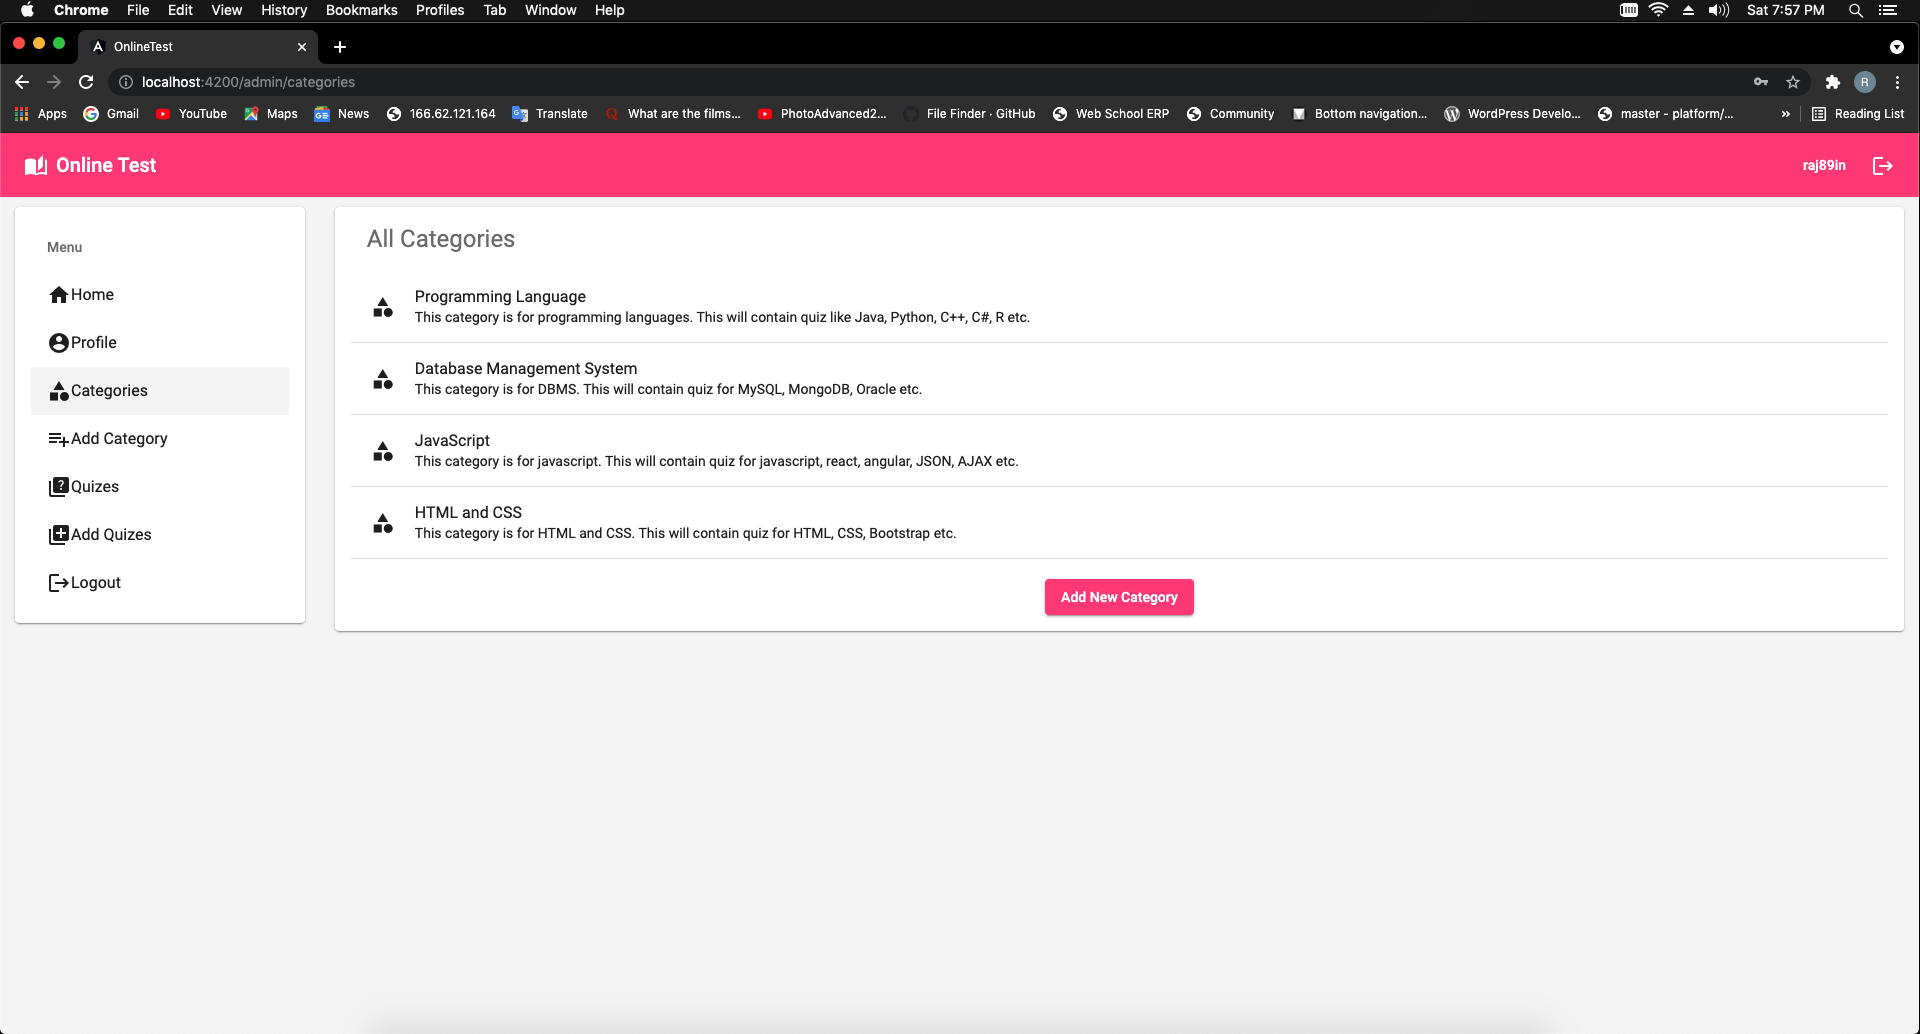 Chrome File Edit View History Bookmarks Profiles Tab Window Help Sat 7:57 PM
OnlineTest
localhost:4200/admin/categories R
Apps Gmail YouTube Maps News 166.62.121.164 Translate What are the films... PhotoAdvanced2... File Finder · GitHub Web School ERP Community Bottom navigation... WordPress Develo... master - platform/... » Reading List
Online Test raj89in
Menu
Home
Profile
Categories
Add Category
Quizes
Add Quizes
Logout
All Categories
Programming Language
This category is for programming languages. This will contain quiz like Java, Python, C++, C#, R etc.
Database Management System
This category is for DBMS. This will contain quiz for MySQL, MongoDB, Oracle etc.
JavaScript
This category is for javascript. This will contain quiz for javascript, react, angular, JSON, AJAX etc.
HTML and CSS
This category is for HTML and CSS. This will contain quiz for HTML, CSS, Bootstrap etc.
Add New Category